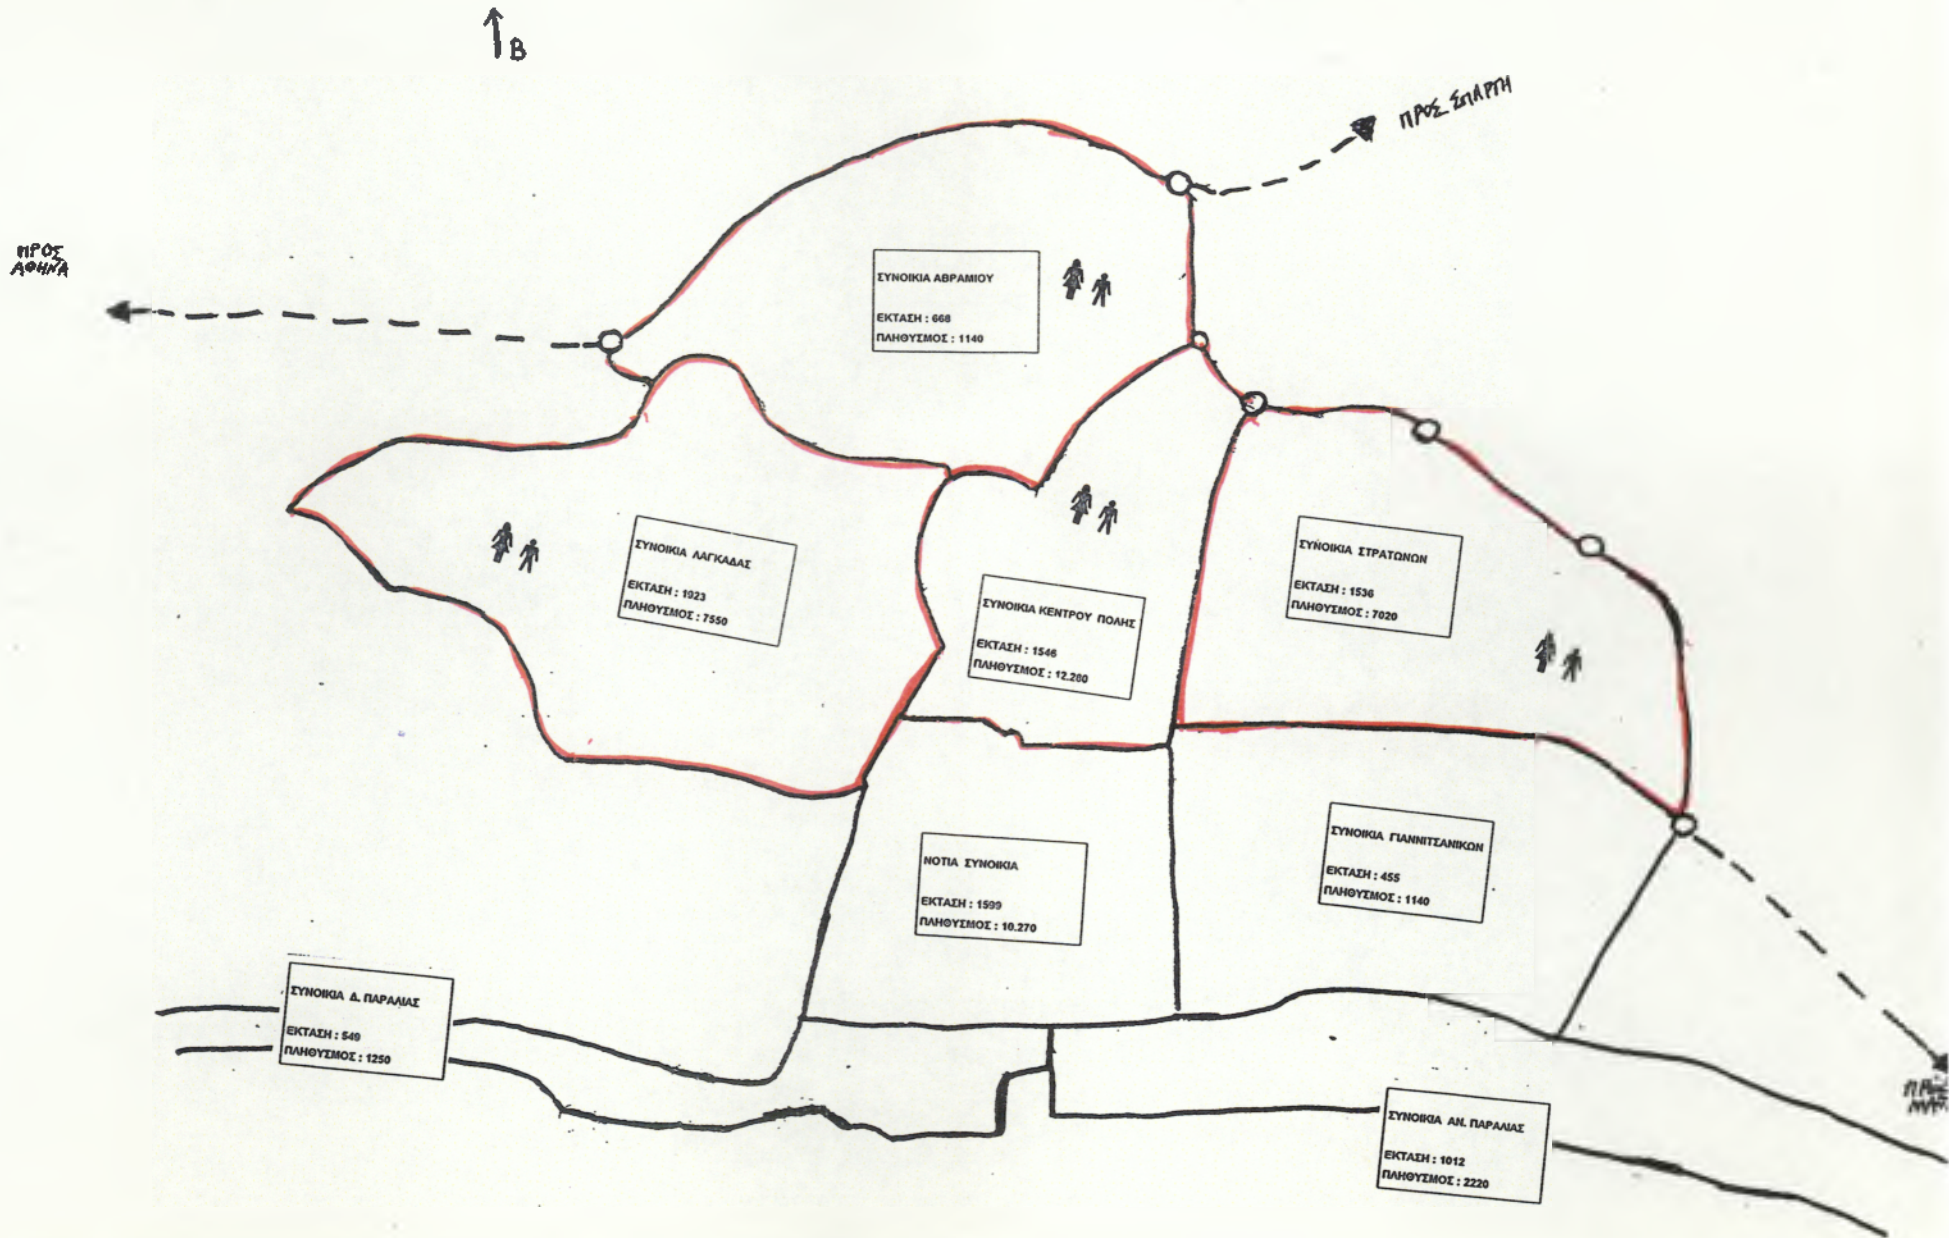 Β
ΠΡΟΣ ΣΠΑΡΤΗ
ΠΡΟΣ
ΑΘΗΝΑ
ΣΥΝΟΙΚΙΑ ΑΒΡΑΜΙΟΥ
ΕΚΤΑΣΗ : 668
ΠΛΗΘΥΣΜΟΣ : 1140
ΣΥΝΟΙΚΙΑ ΛΑΓΚΑΔΑΣ
ΕΚΤΑΣΗ : 1923
ΠΛΗΘΥΣΜΟΣ : 7550
ΣΥΝΟΙΚΙΑ ΚΕΝΤΡΟΥ ΠΟΛΗΣ
ΕΚΤΑΣΗ : 1546
ΠΛΗΘΥΣΜΟΣ : 12.280
ΣΥΝΟΙΚΙΑ ΣΤΡΑΤΩΝΩΝ
ΕΚΤΑΣΗ : 1536
ΠΛΗΘΥΣΜΟΣ : 7020
ΝΟΤΙΑ ΣΥΝΟΙΚΙΑ
ΕΚΤΑΣΗ : 1599
ΠΛΗΘΥΣΜΟΣ : 10.270
ΣΥΝΟΙΚΙΑ ΓΙΑΝΝΙΤΣΑΝΙΚΩΝ
ΕΚΤΑΣΗ : 455
ΠΛΗΘΥΣΜΟΣ : 1140
ΣΥΝΟΙΚΙΑ Δ. ΠΑΡΑΛΙΑΣ
ΕΚΤΑΣΗ : 549
ΠΛΗΘΥΣΜΟΣ : 1250
ΠΡΟΣ
ΣΥΝΟΙΚΙΑ ΑΝ. ΠΑΡΑΛΙΑΣ
ΕΚΤΑΣΗ : 1012
ΠΛΗΘΥΣΜΟΣ : 2220